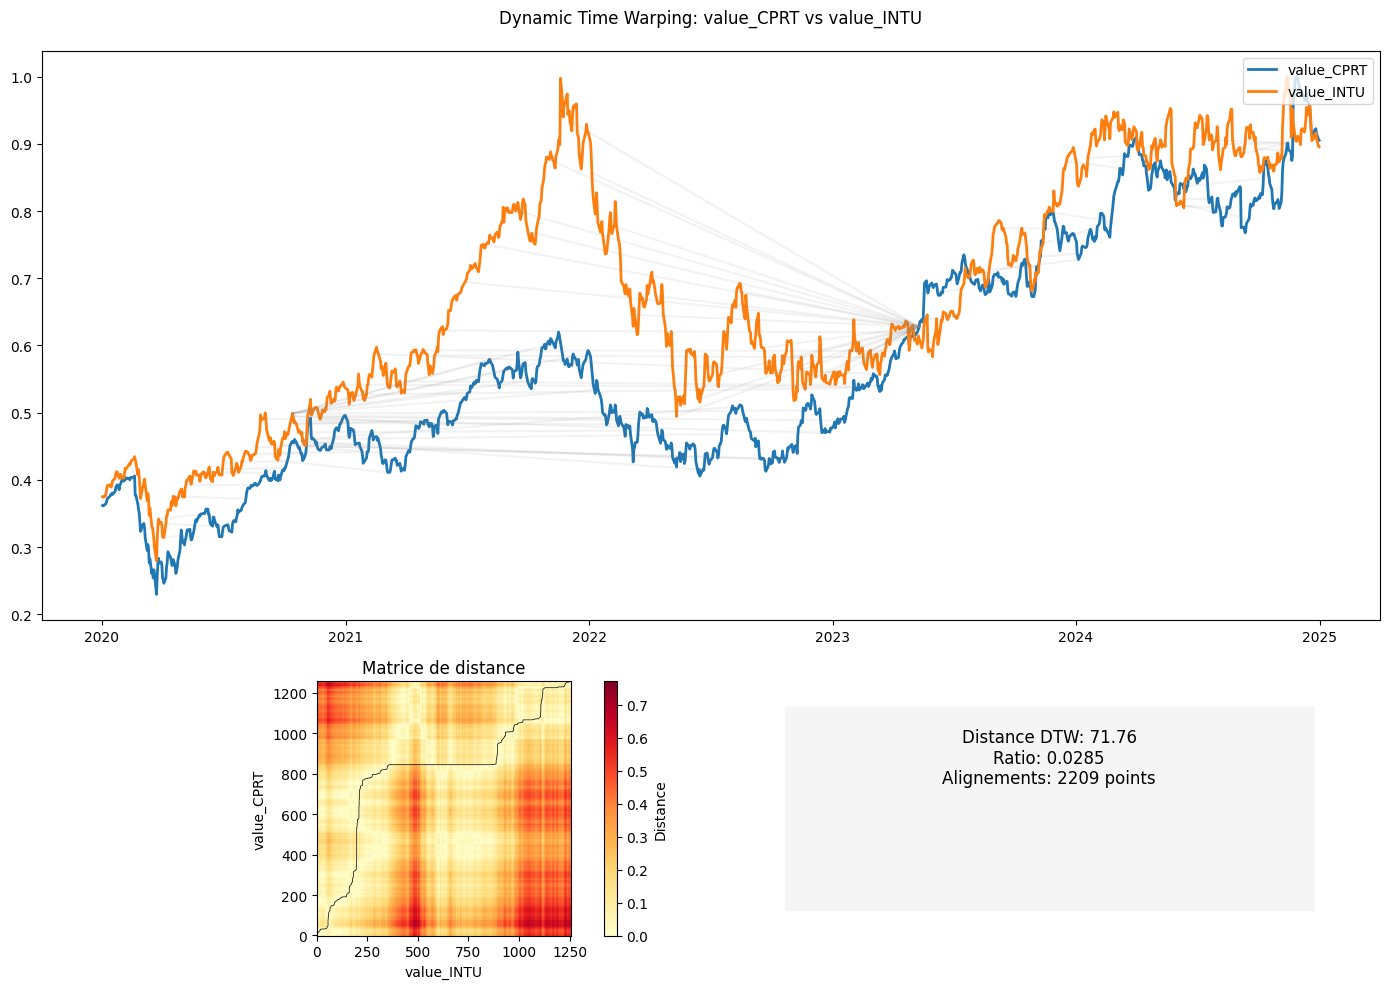 Dynamic Time Warping: value_CPRT vs value_INTU
value_CPRT
value_INTU
1.0
0.9
0.8
0.7
0.6
0.5
0.4
0.3
0.2
2020 2021 2022 2023 2024 2025
Matrice de distance
value_CPRT
1200
1000
800
600
400
200
0
0 250 500 750 1000 1250
value_INTU
0.7
0.6
0.5
0.4
0.3
0.2
0.1
0.0
Distance
Distance DTW: 71.76
Ratio: 0.0285
Alignements: 2209 points